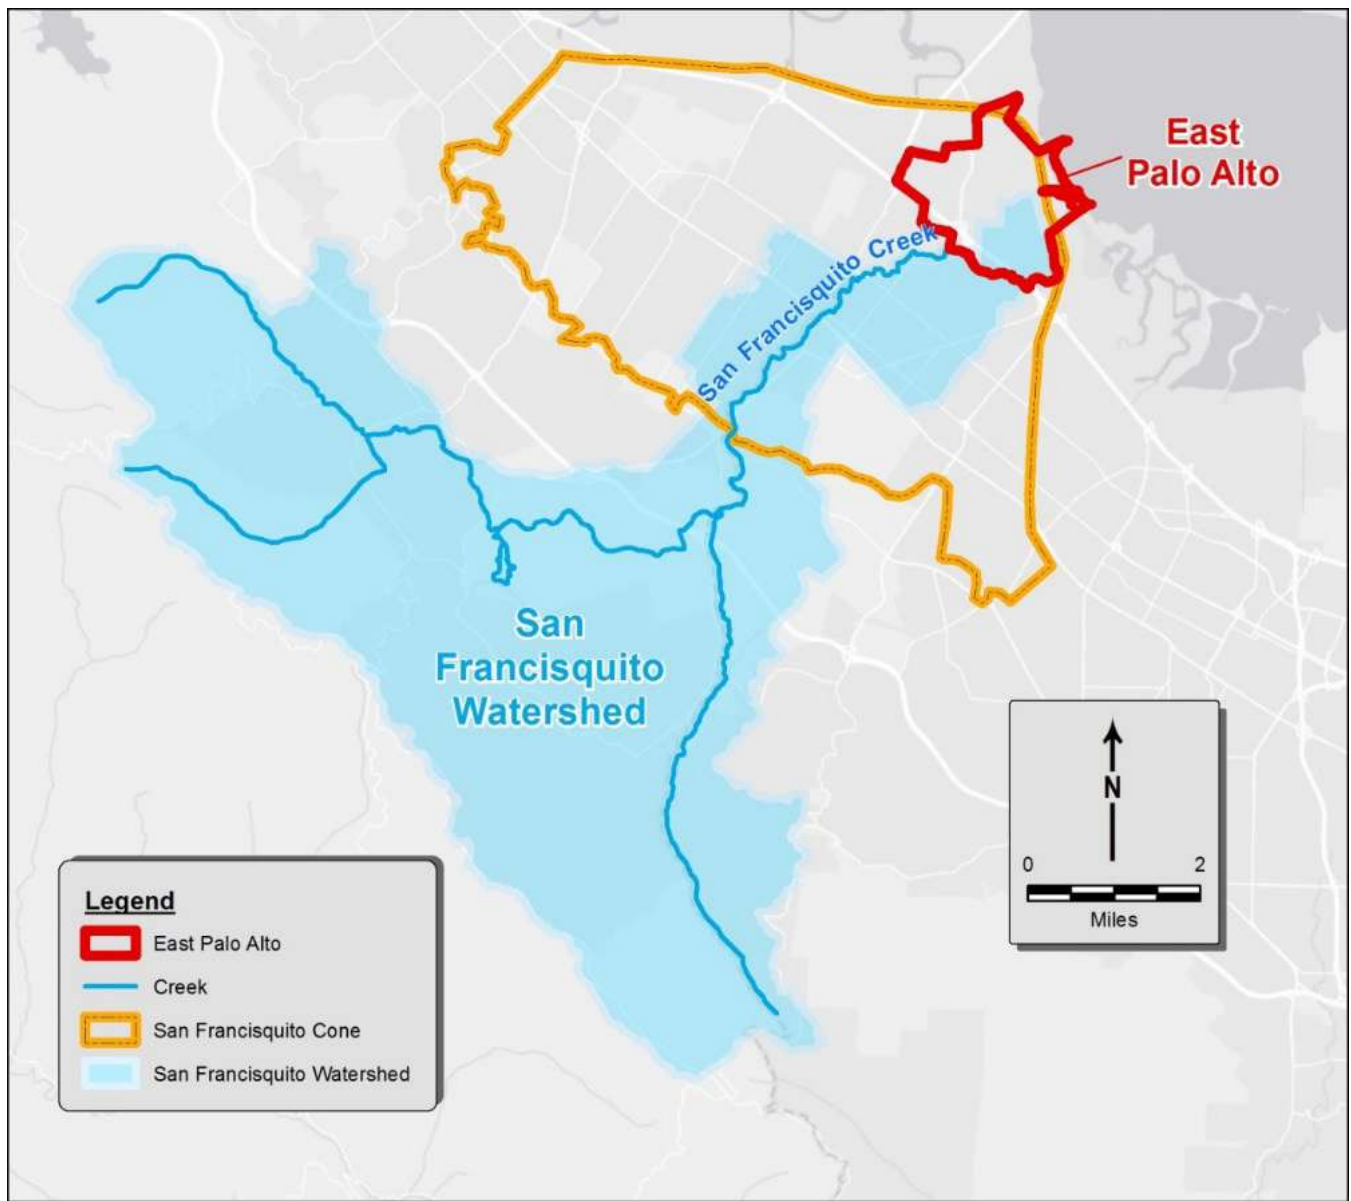 East
Palo Alto
San Francisquito Creek
San
Francisquito
Watershed
N
0 2
Miles
Legend
East Palo Alto
Creek
San Francisquito Cone
San Francisquito Watershed